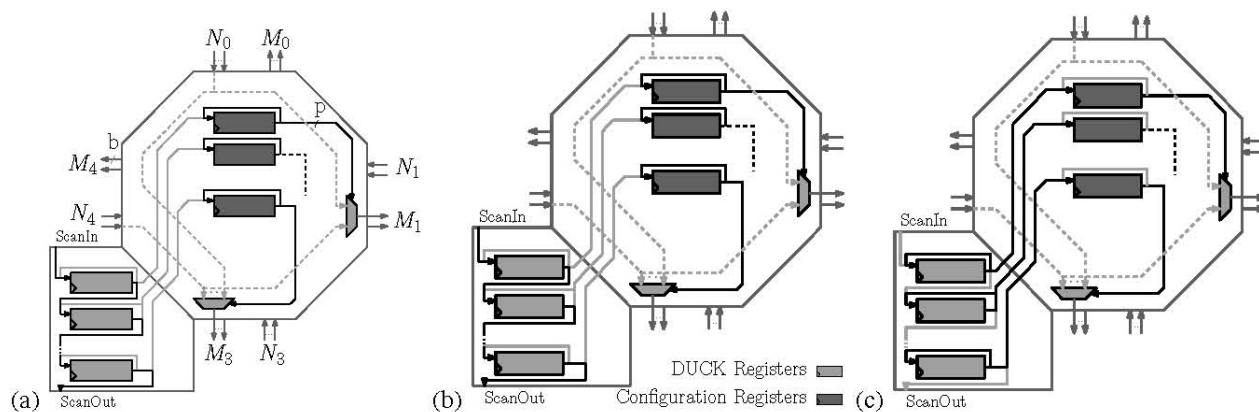 N₀ M₀
p
b
M₄
N₁
N₄
M₁
ScanIn
M₃ N₃
ScanOut
(a)
ScanIn
ScanOut
(b)
DUCK Registers
Configuration Registers
ScanIn
ScanOut
(c)